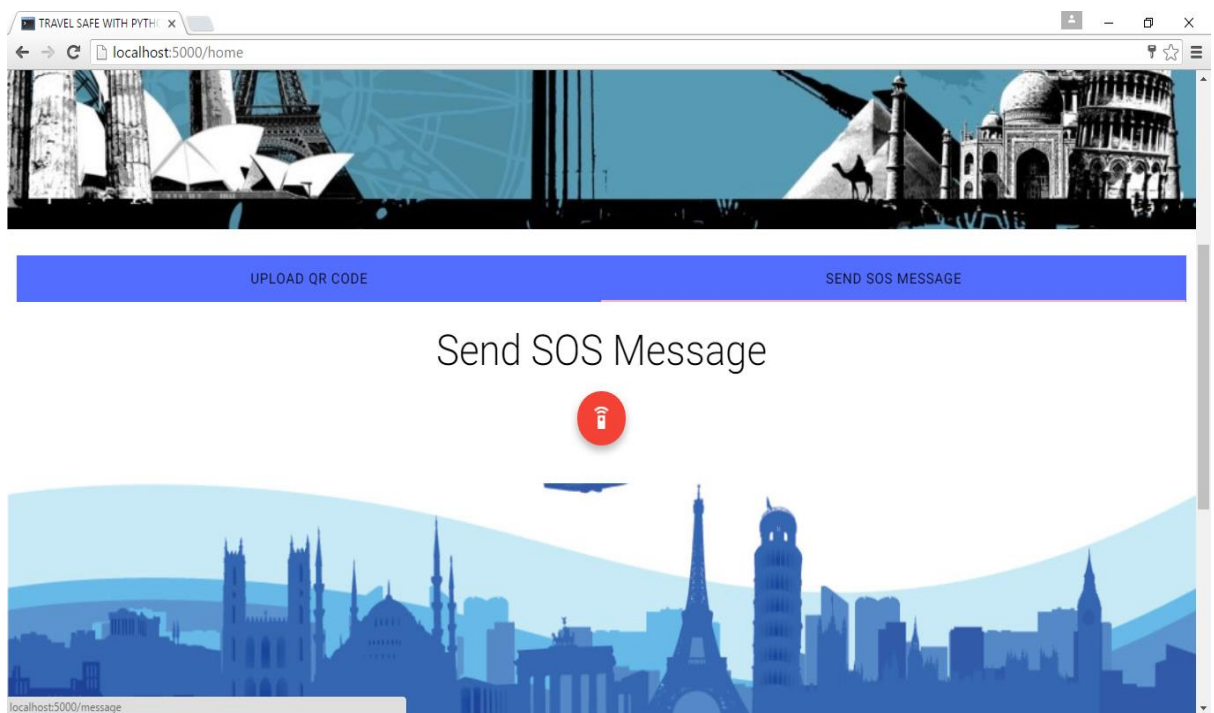 TRAVEL SAFE WITH PYTH
localhost:5000/home
UPLOAD QR CODE
SEND SOS MESSAGE
Send SOS Message
localhost:5000/message